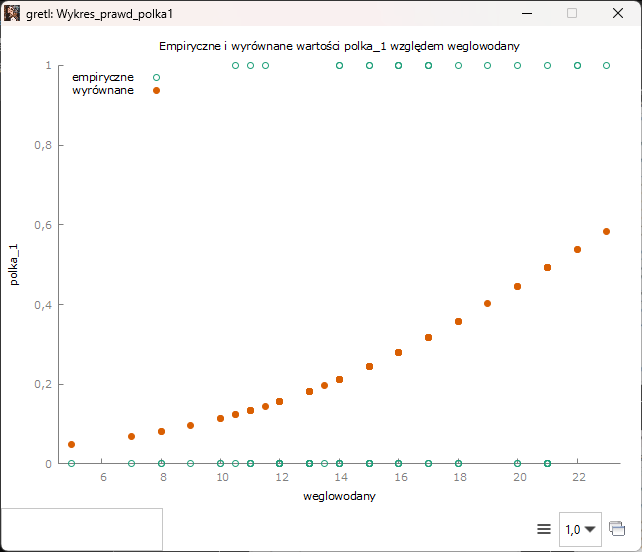 gretl: Wykres_prawd_polka1
Empiryczne i wyrównane wartości polka_1 względem weglowodany
empiryczne
wyrównane
1
0,8
0,6
0,4
0,2
0
polka_1
6 8 10 12 14 16 18 20 22
weglowodany
1,0